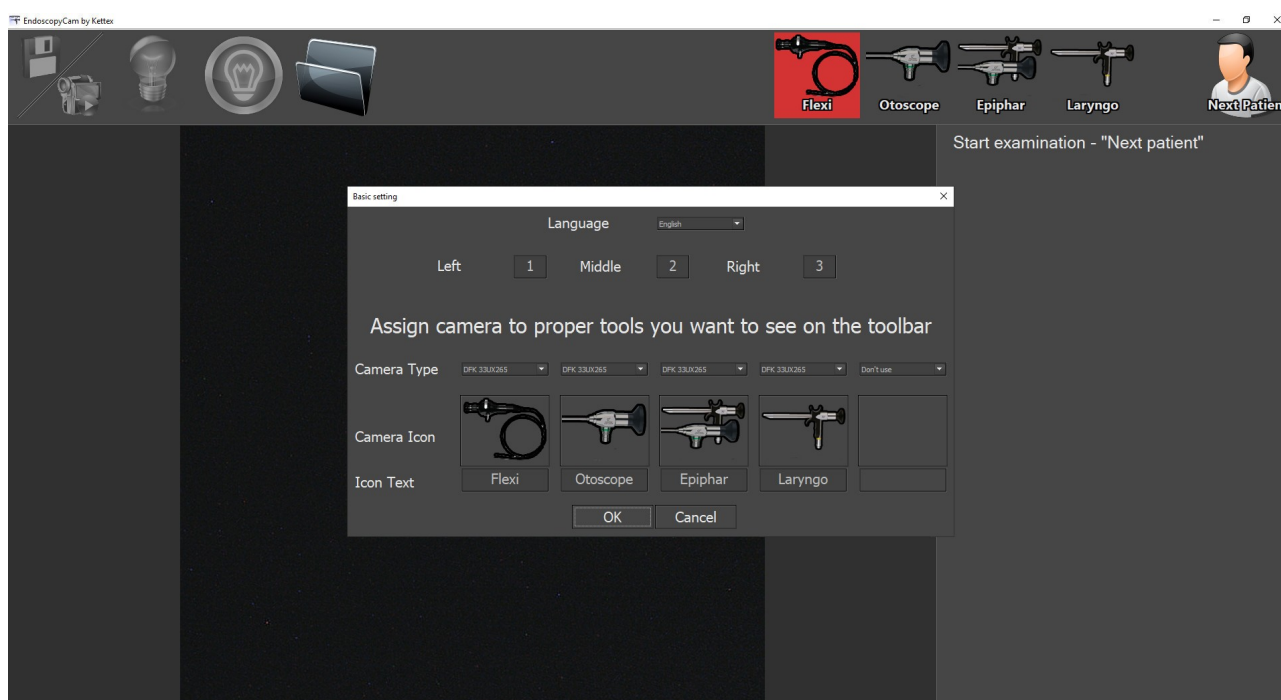 EndoscopyCam by Kettex
Flexi Otoscope Epiphar Laryngo Next Patien
Start examination - "Next patient"
Basic setting
Language English
Left 1 Middle 2 Right 3
Assign camera to proper tools you want to see on the toolbar
Camera Type DFK 33UX265 DFK 33UX265 DFK 33UX265 DFK 33UX265 Don't use
Camera Icon
Icon Text Flexi Otoscope Epiphar Laryngo
OK Cancel